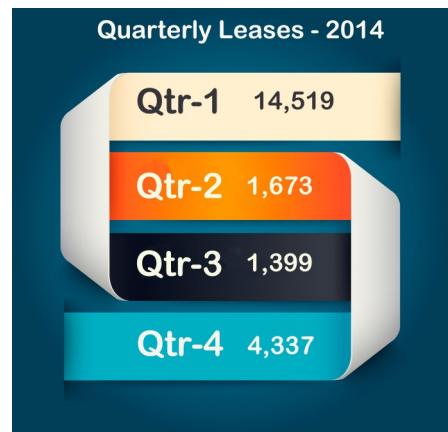 Quarterly Leases - 2014
Qtr-1 14,519
Qtr-2 1,673
Qtr-3 1,399
Qtr-4 4,337